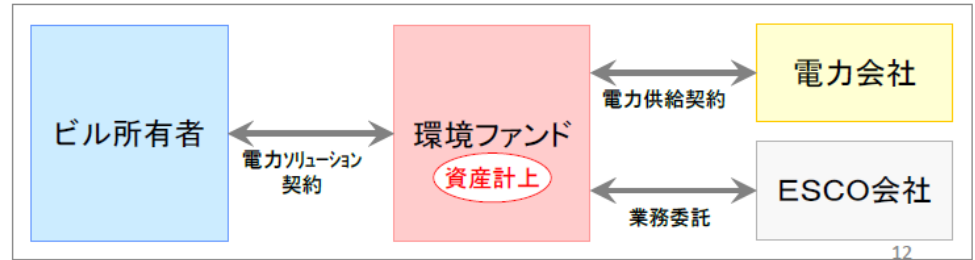 ビル所有者
電力ソリューション
契約
環境ファンド
資産計上
電力供給契約
業務委託
電力会社
ESCO会社
12